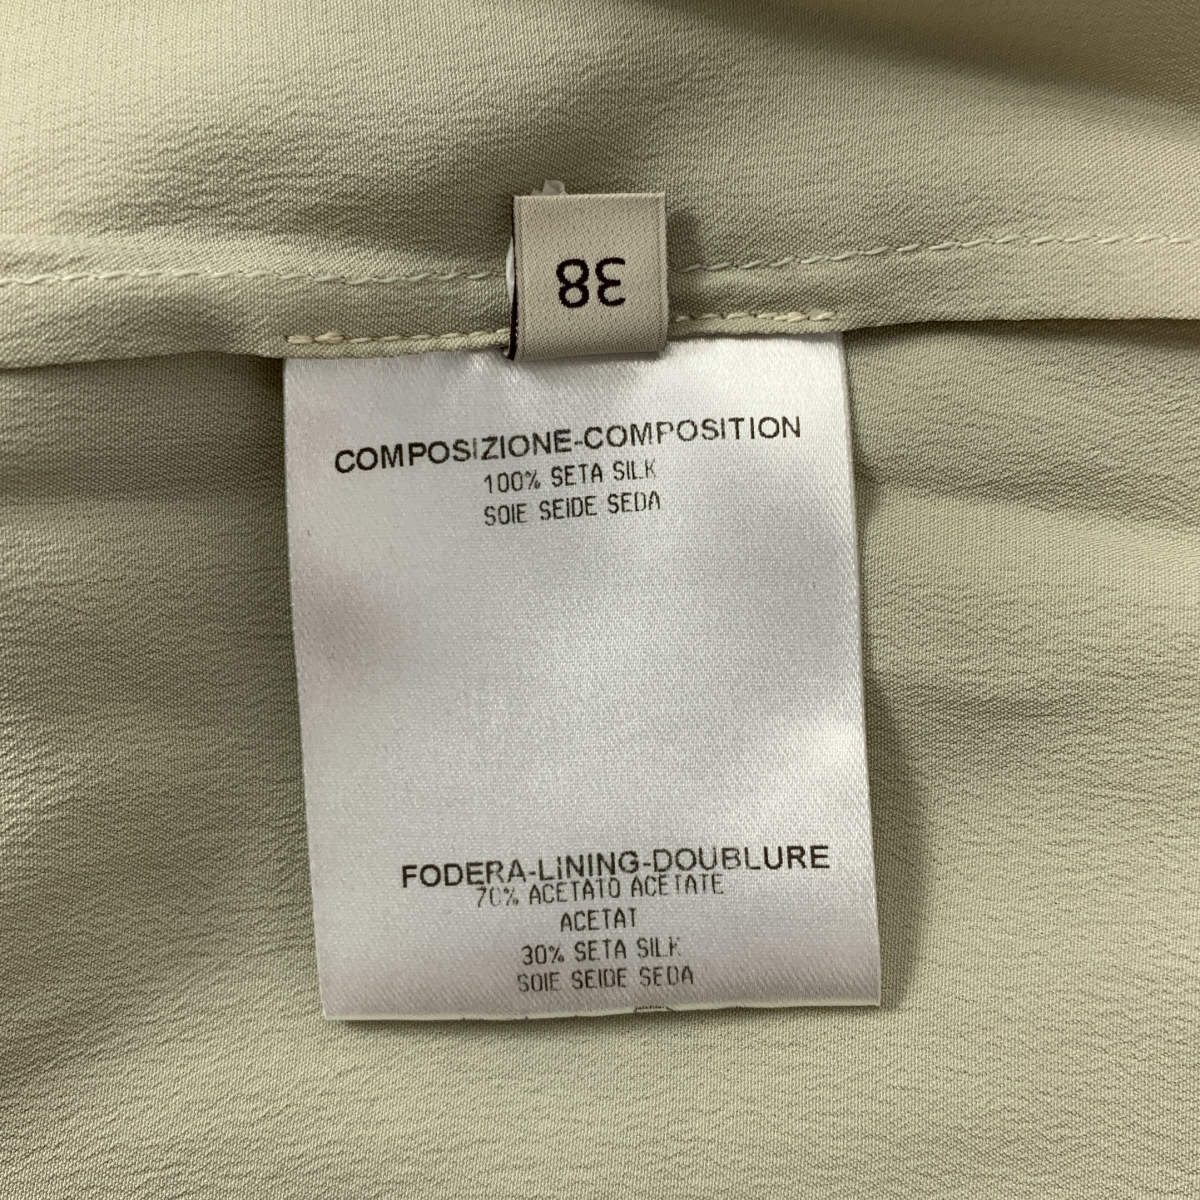 38
COMPOSIZIONE-COMPOSITION
100% SETA SILK
SOIE SEIDE SEDA
FODERA-LINING-DOUBLURE
70% ACETATO ACETATE
ACETAT
30% SETA SILK
SOIE SEIDE SEDA